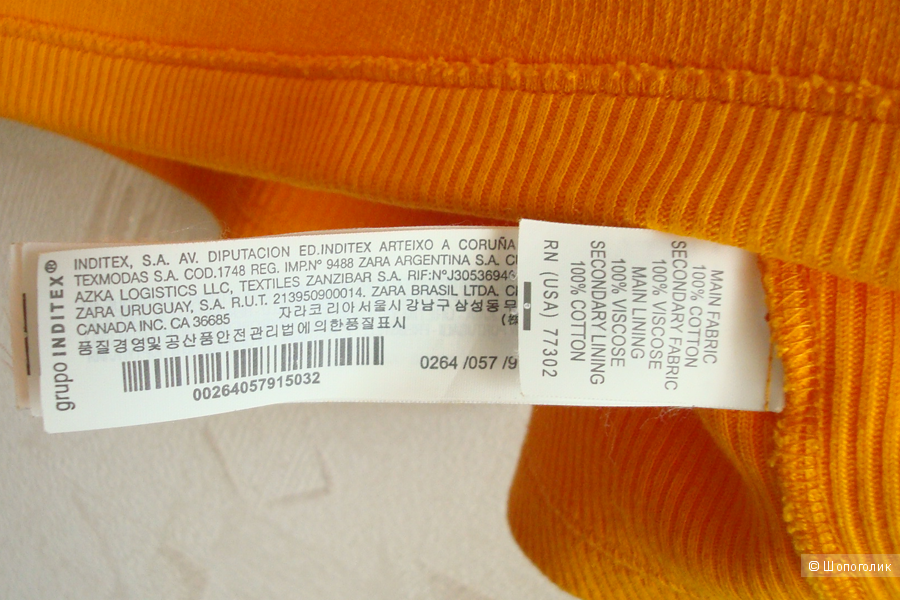 grupo INDITEX®
INDITEX, S.A. AV. DIPUTACION ED.INDITEX ARTEIXO A CORUÑA
TEXMODAS S.A. COD.1748 REG. IMP.Nº 9488 ZARA ARGENTINA S.A.
AZKA LOGISTICS LLC, TEXTILES ZANZIBAR S.A. RIF:NºJ3053694
ZARA URUGUAY, S.A. R.U.T. 213950900014. ZARA BRASIL LTDA.
CANADA INC. CA 36685 자라코리아서울시강남구삼성동무
품질경영및공산품안전관리법에의한품질표시 (株
00264057915032
0264 /057 /9
MAIN FABRIC
100% COTTON
SECONDARY FABRIC
100% VISCOSE
MAIN LINING
100% VISCOSE
SECONDARY LINING
100% COTTON
RN (USA) 77302
© Шопоголик